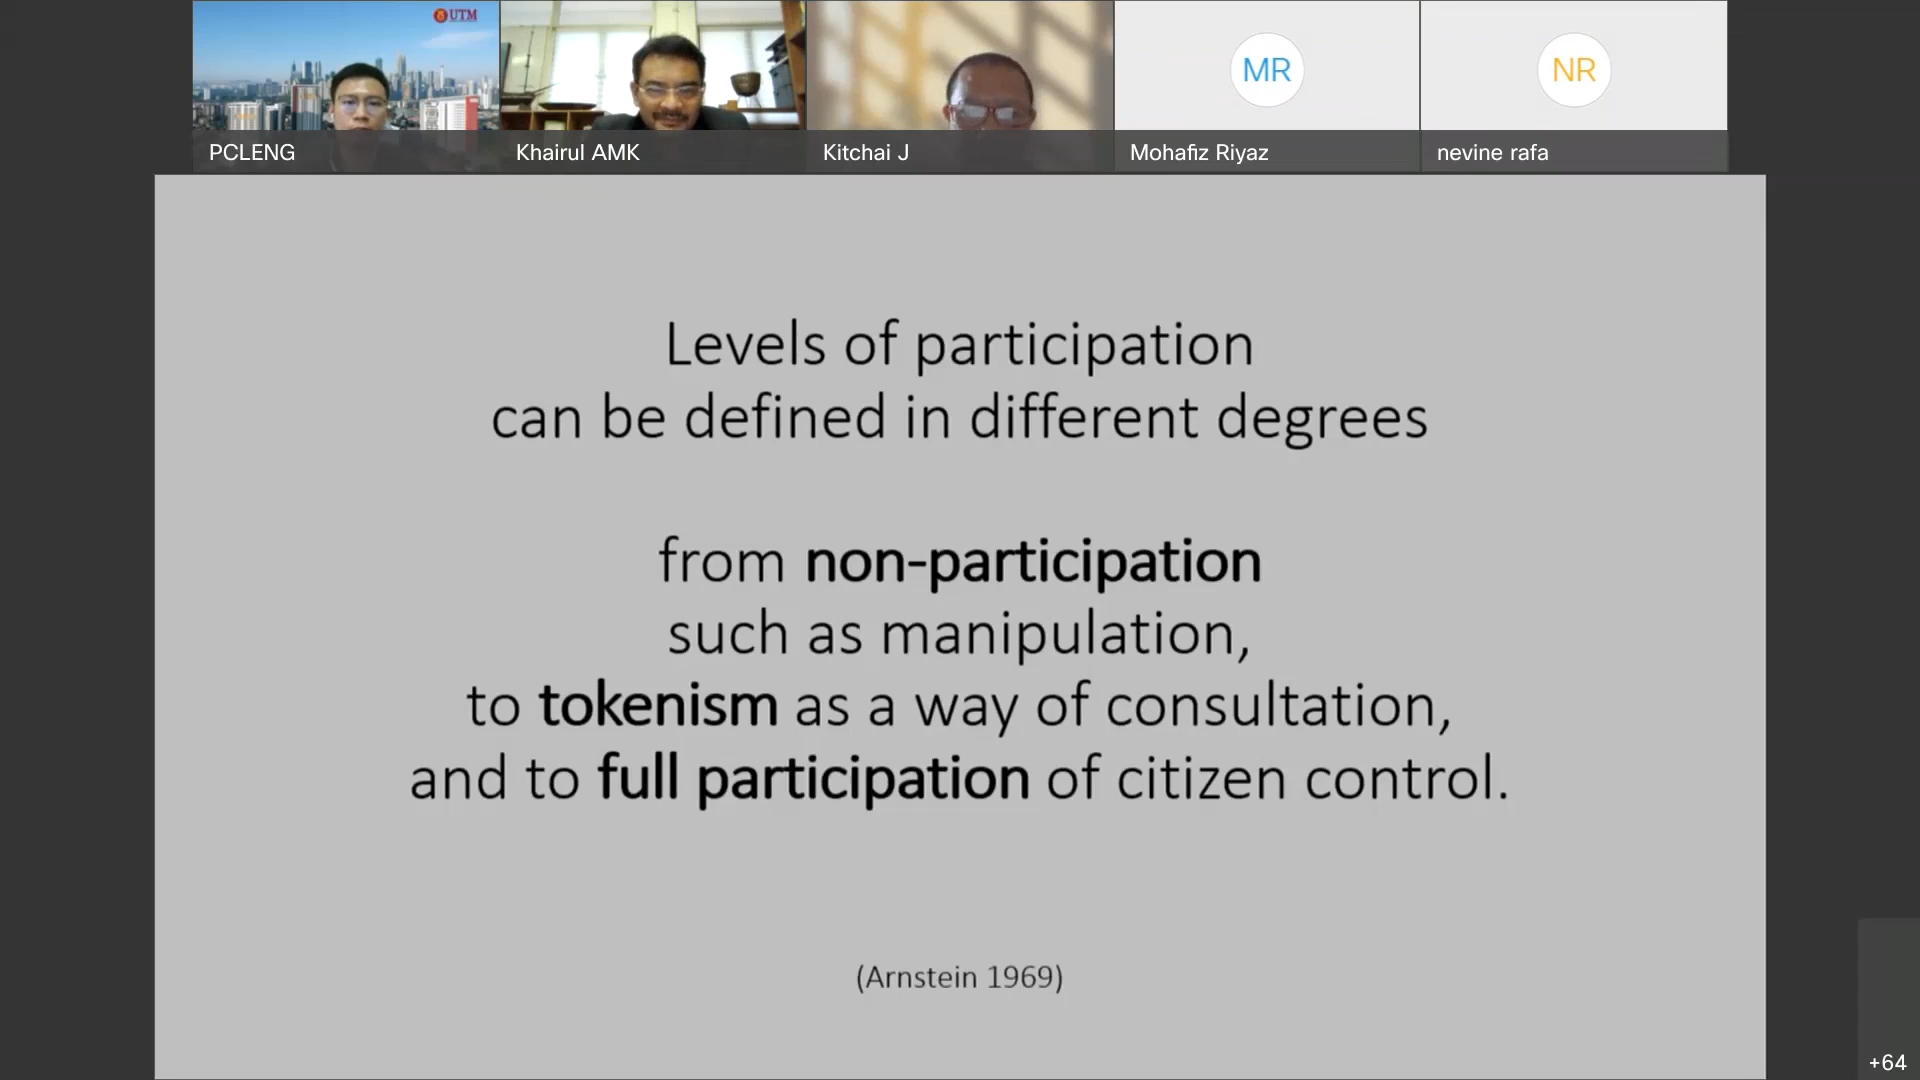 UTM
PCLENG
Khairul AMK
Kitchai J
MR
Mohafiz Riyaz
NR
nevine rafa
Levels of participation
can be defined in different degrees
from non-participation
such as manipulation,
to tokenism as a way of consultation,
and to full participation of citizen control.
(Arnstein 1969)
+64